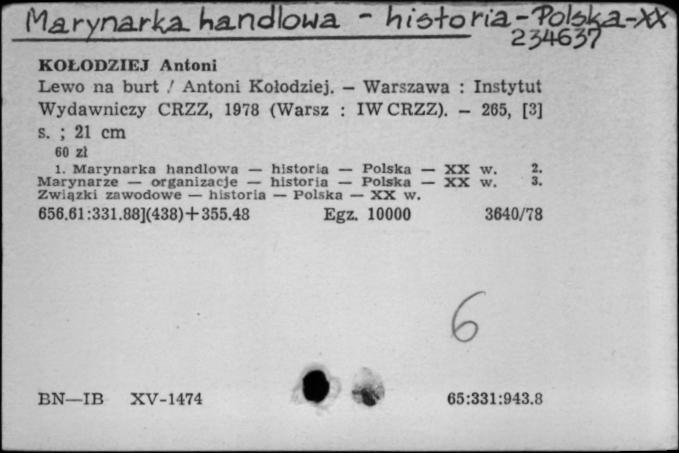 Marynarka handlowa - historia - Polska - XX
234637
KOŁODZIEJ Antoni
Lewo na burt / Antoni Kołodziej. — Warszawa : Instytut
Wydawniczy CRZZ, 1978 (Warsz : IW CRZZ). — 265, [3]
s. ; 21 cm
60 zł
1. Marynarka handlowa — historia — Polska — XX w. 2.
Marynarze — organizacje — historia — Polska — XX w. 3.
Związki zawodowe — historia — Polska — XX w.
656.61:331.88](438)+355.48 Egz. 10000 3640/78
6
BN—IB XV-1474 65:331:943.8